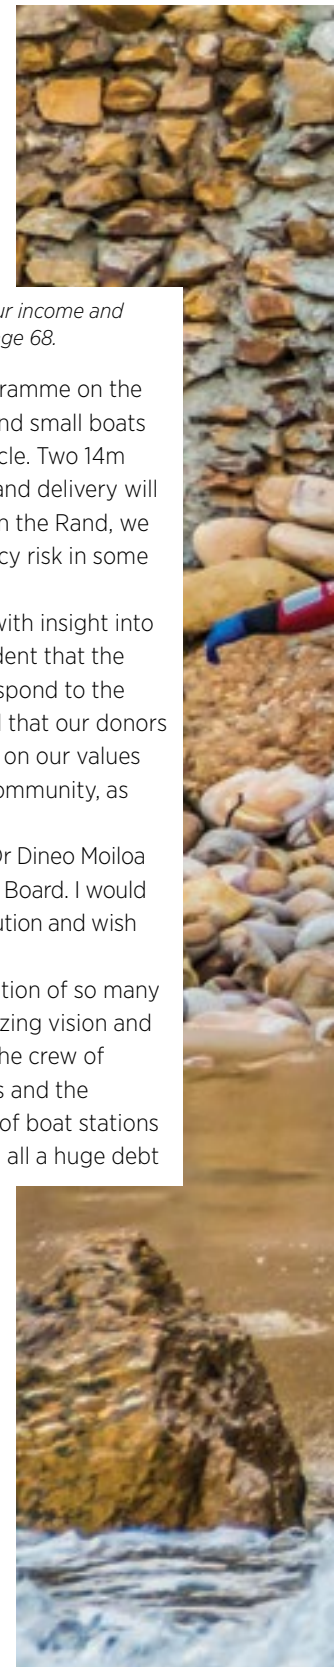 ur income and
ge 68.
ramme on the
nd small boats
cle. Two 14m
and delivery will
n the Rand, we
cy risk in some
with insight into
dent that the
spond to the
d that our donors
on our values
ommunity, as
Dr Dineo Moiloa
Board. I would
ution and wish
tion of so many
zing vision and
he crew of
s and the
of boat stations
all a huge debt